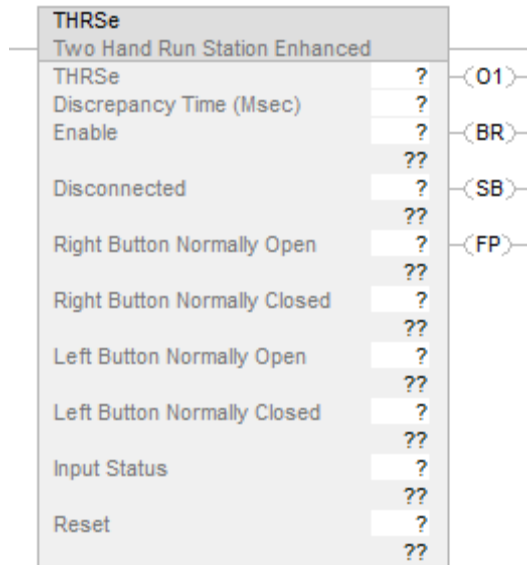 THRSe
Two Hand Run Station Enhanced
THRSe ? (O1)
Discrepancy Time (Msec) ?
Enable ? (BR)
??
Disconnected ? (SB)
??
Right Button Normally Open ? (FP)
??
Right Button Normally Closed ?
??
Left Button Normally Open ?
??
Left Button Normally Closed ?
??
Input Status ?
??
Reset ?
??